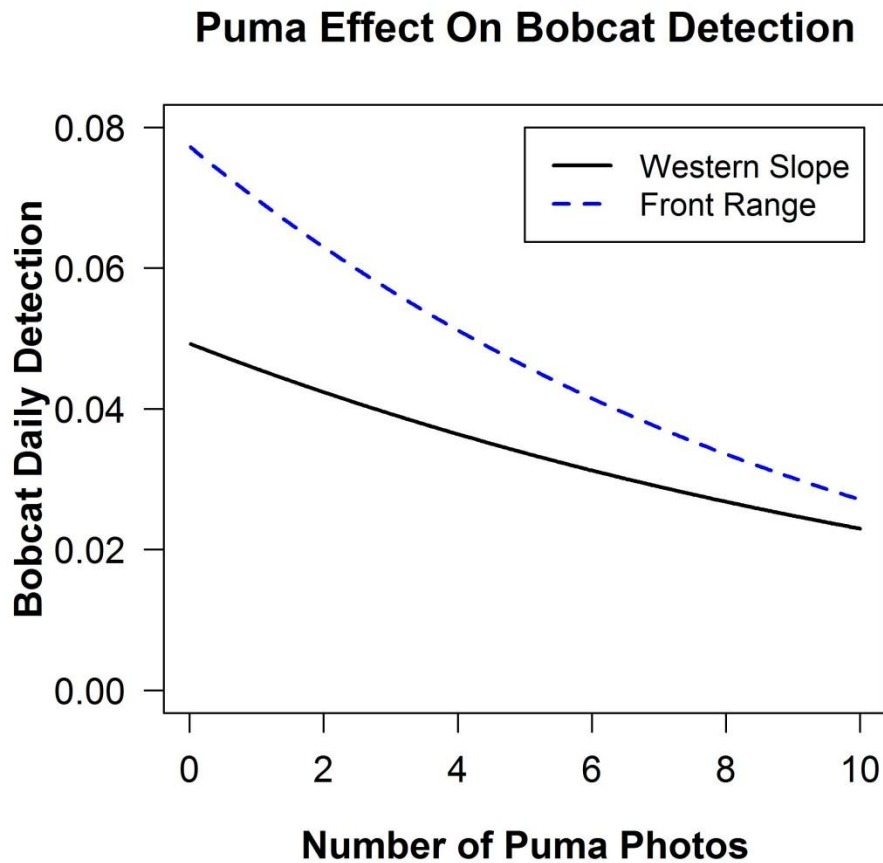 Puma Effect On Bobcat Detection
Western Slope
Front Range
Bobcat Daily Detection
0.08
0.06
0.04
0.02
0.00
0 2 4 6 8 10
Number of Puma Photos